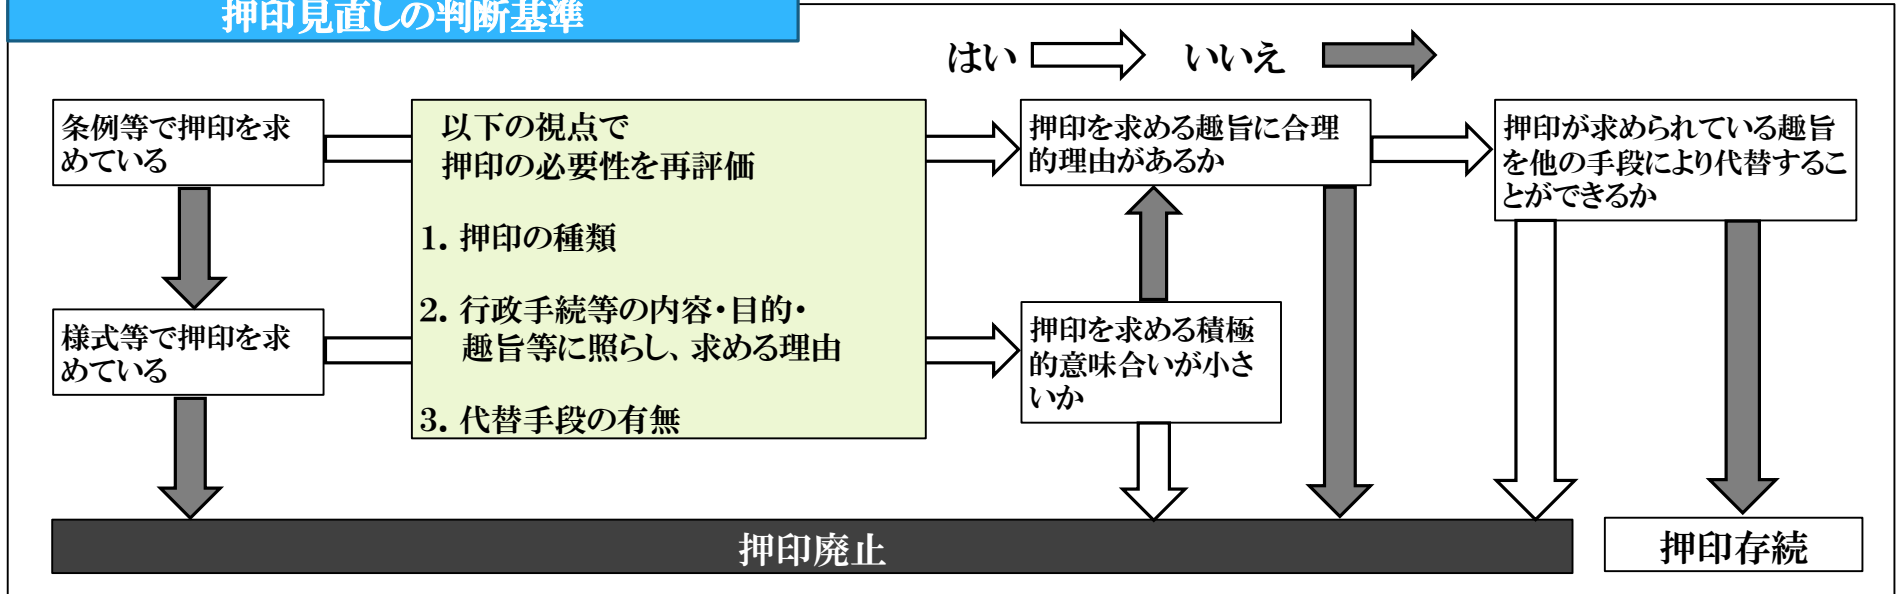 押印見直しの判断基準
はい
いいえ
条例等で押印を求
めている
以下の視点で
押印の必要性を再評価
1. 押印の種類
2. 行政手続等の内容・目的・
趣旨等に照らし、求める理由
3. 代替手段の有無
押印を求める趣旨に合理
的理由があるか
押印が求められている趣旨
を他の手段により代替するこ
とができるか
様式等で押印を求
めている
押印を求める積極
的意味合いが小さ
いか
押印廃止
押印存続